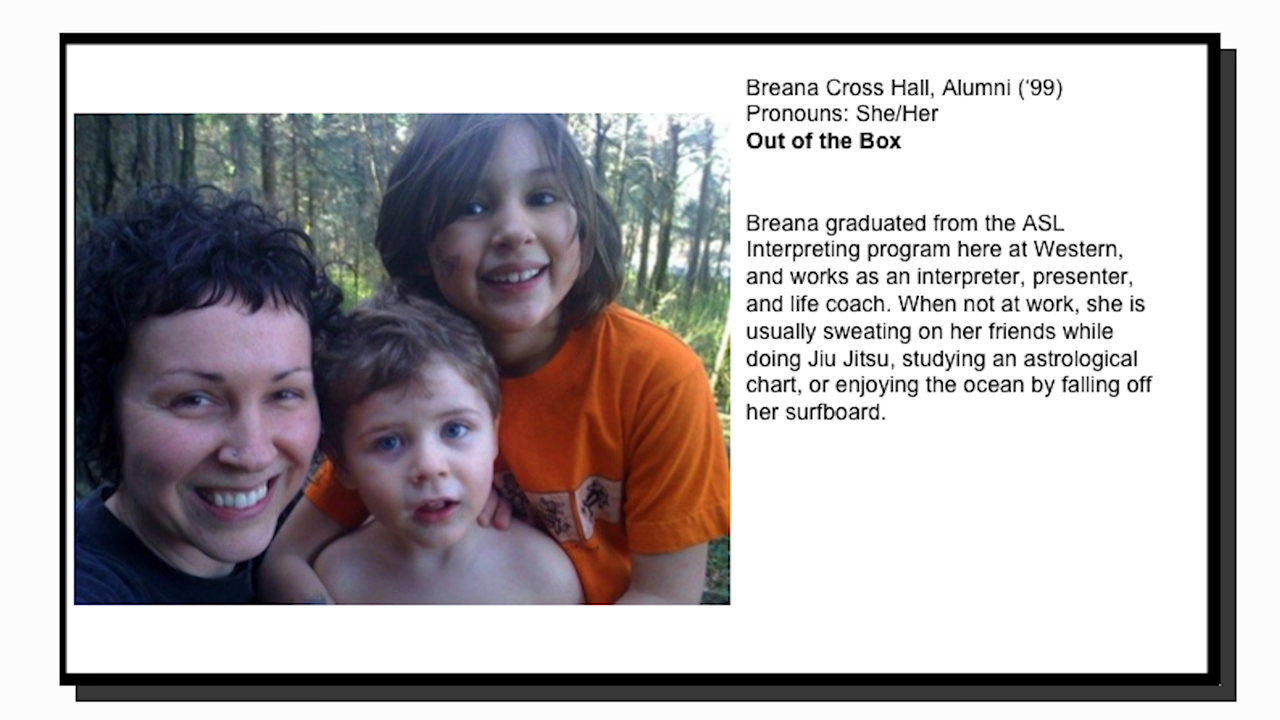 Breana Cross Hall, Alumni ('99)
Pronouns: She/Her
Out of the Box
Breana graduated from the ASL
Interpreting program here at Western,
and works as an interpreter, presenter,
and life coach. When not at work, she is
usually sweating on her friends while
doing Jiu Jitsu, studying an astrological
chart, or enjoying the ocean by falling off
her surfboard.